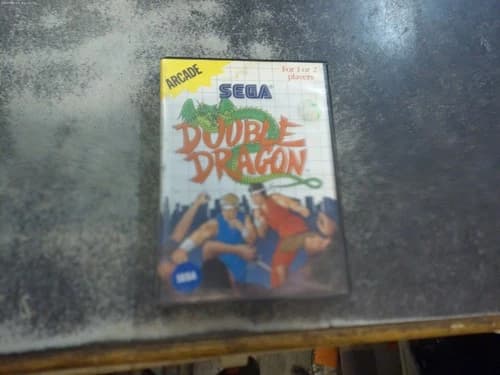 ARCADE
SEGA
For 1 or 2
players
DOUBLE
DRAGON
SEGA